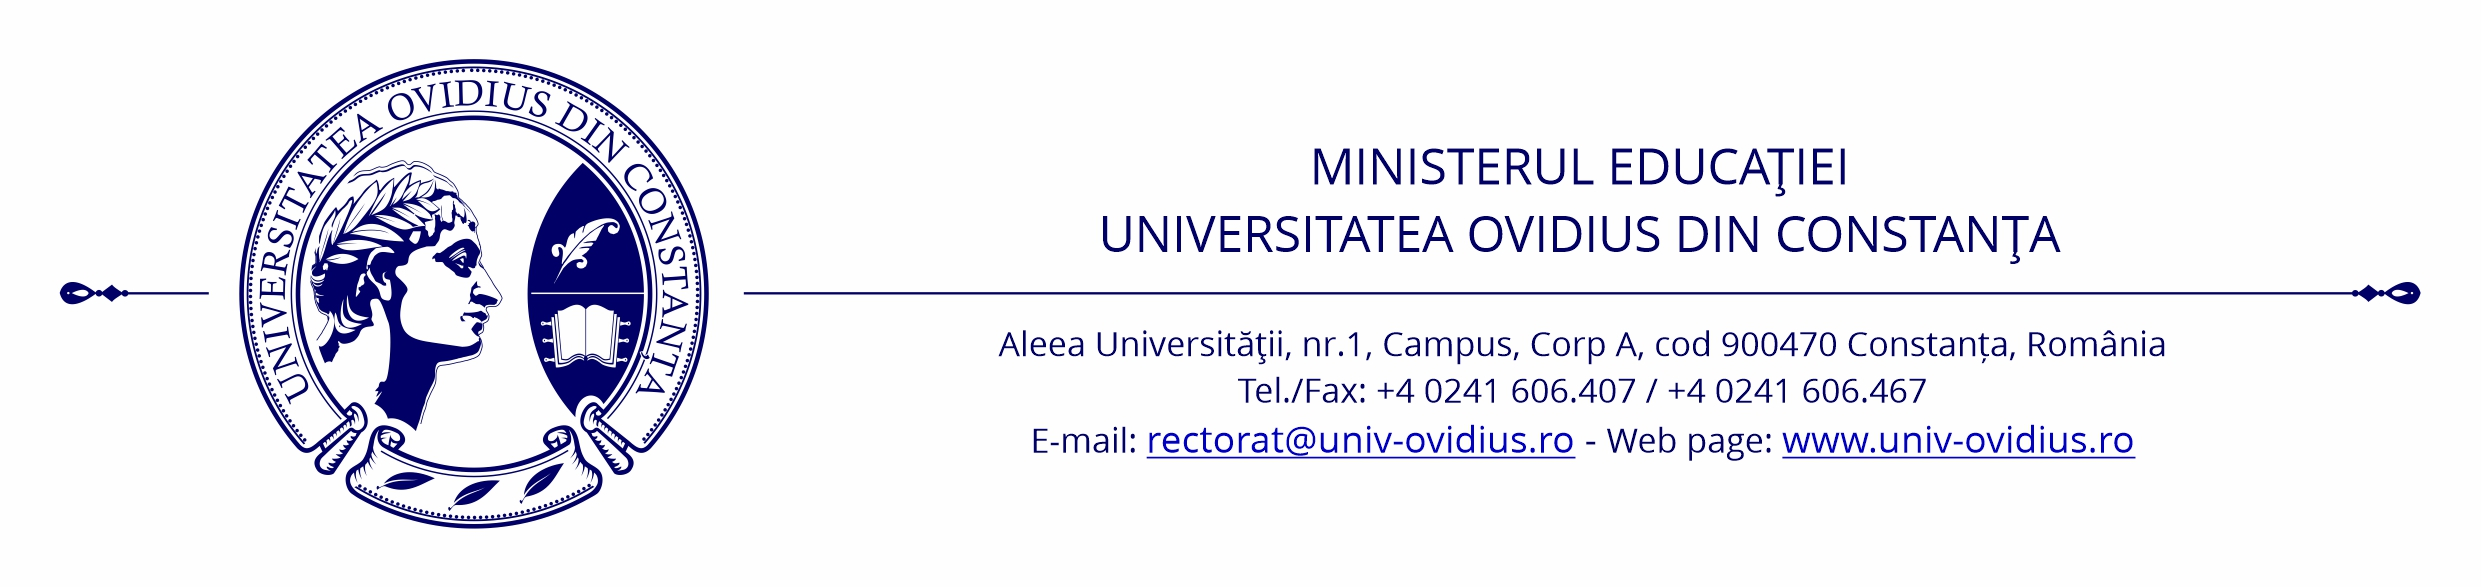 UNIVERSITATEA OVIDIUS DIN CONSTANȚA
MINISTERUL EDUCAŢIEI
UNIVERSITATEA OVIDIUS DIN CONSTANŢA
Aleea Universităţii, nr.1, Campus, Corp A, cod 900470 Constanța, România
Tel./Fax: +4 0241 606.407 / +4 0241 606.467
E-mail: rectorat@univ-ovidius.ro - Web page: www.univ-ovidius.ro